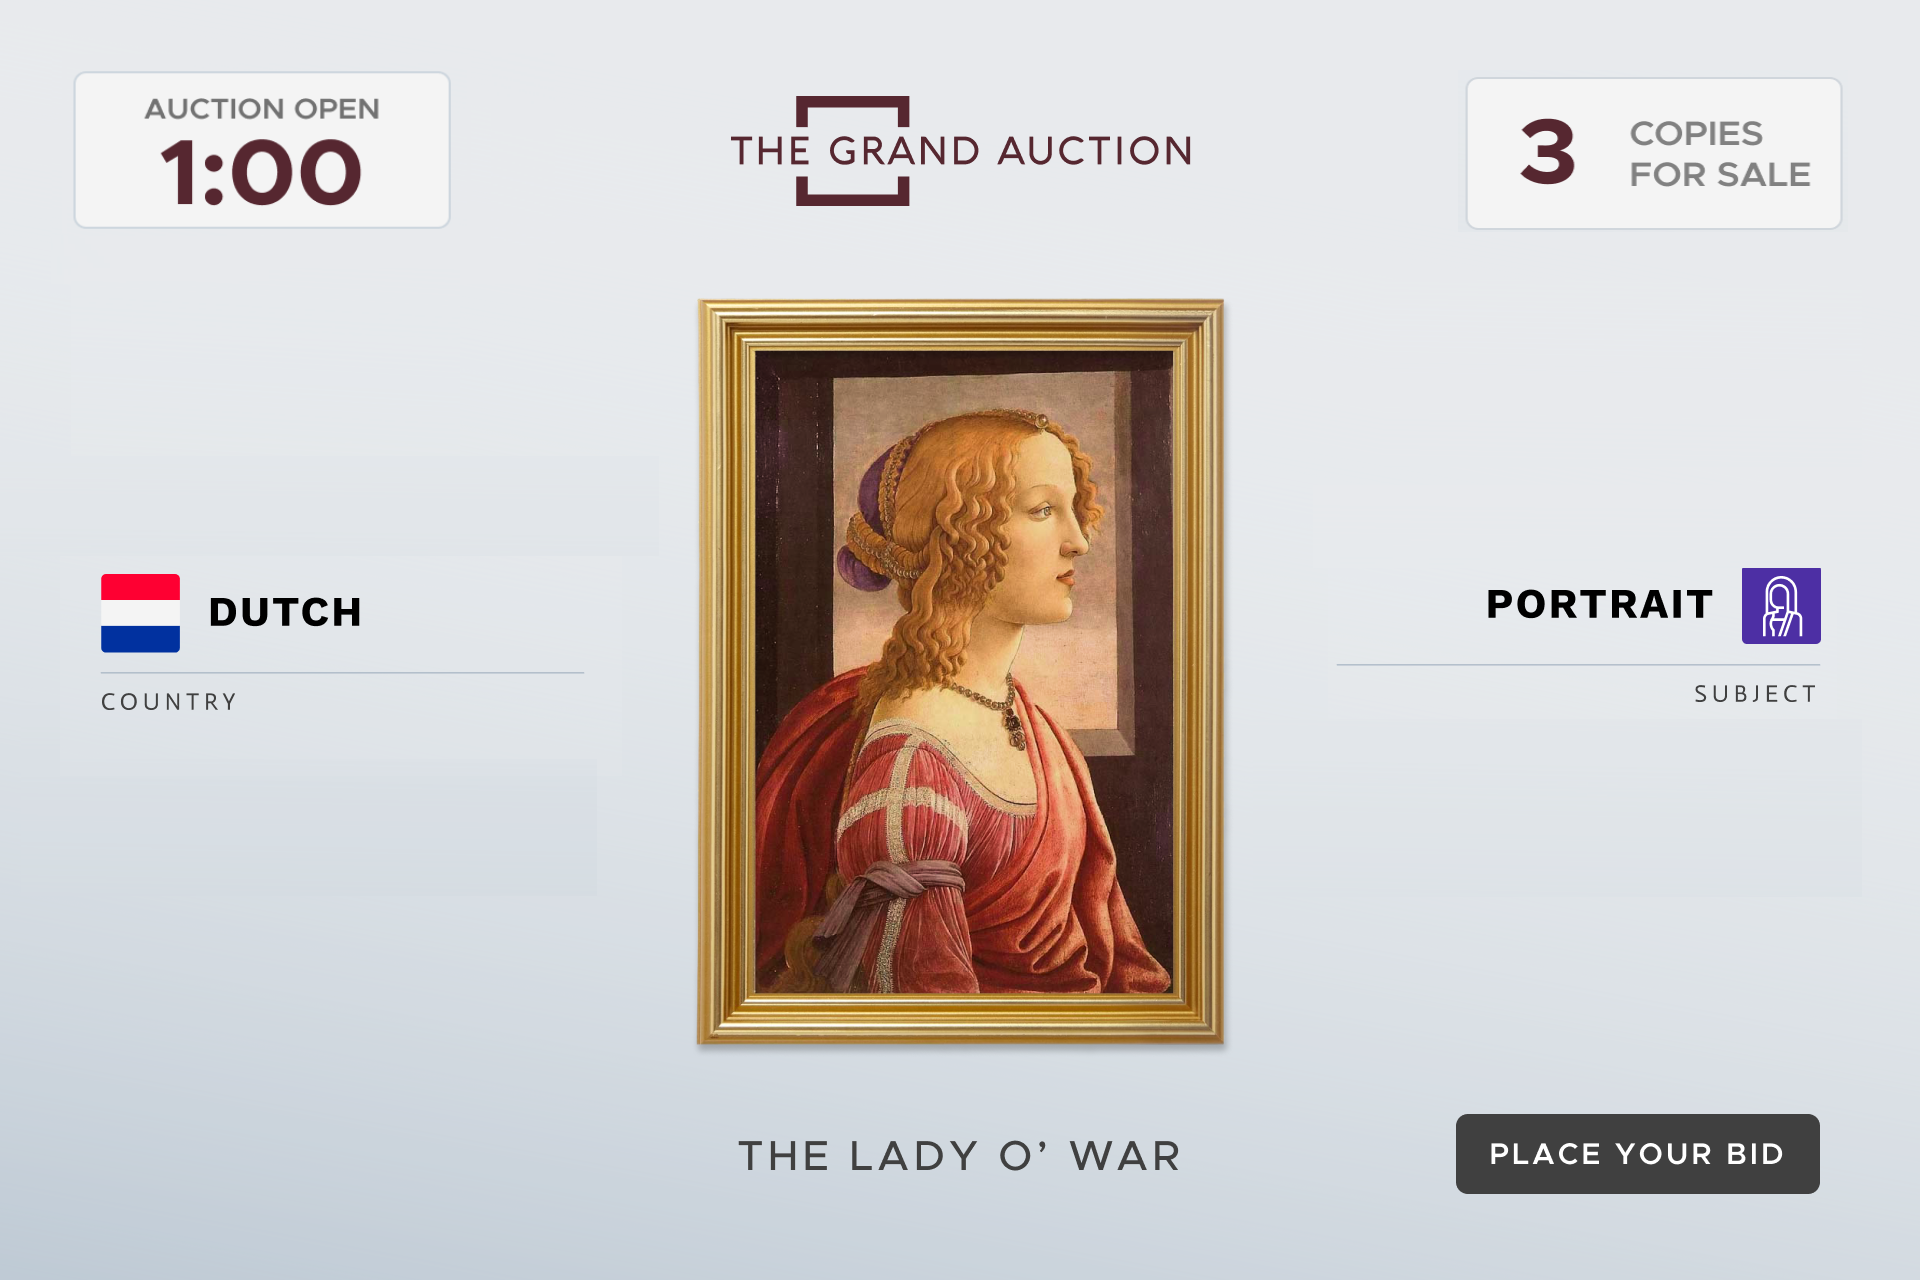 AUCTION OPEN
1:00
THE GRAND AUCTION
3
COPIES
FOR SALE
DUTCH
COUNTRY
PORTRAIT
SUBJECT
THE LADY O’ WAR
PLACE YOUR BID